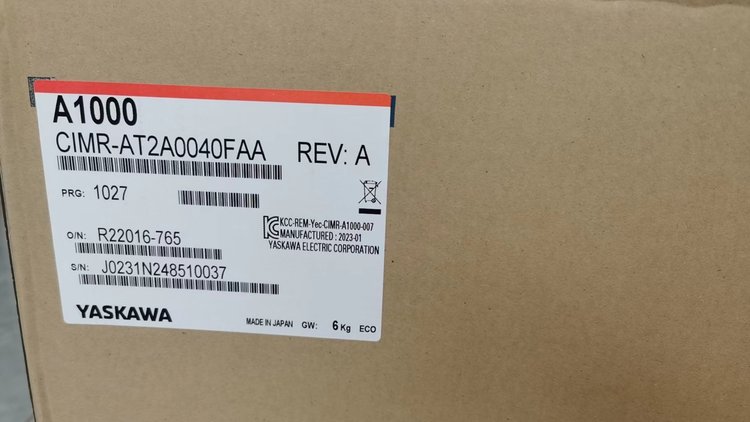 A1000
CIMR-AT2A0040FAA REV: A
PRG: 1027
KCC-REM-Yec-CIMR-A1000-007
MANUFACTURED : 2023-01
YASKAWA ELECTRIC CORPORATION
O/N: R22016-765
S/N: J0231N248510037
YASKAWA
MADE IN JAPAN GW: 6 Kg ECO